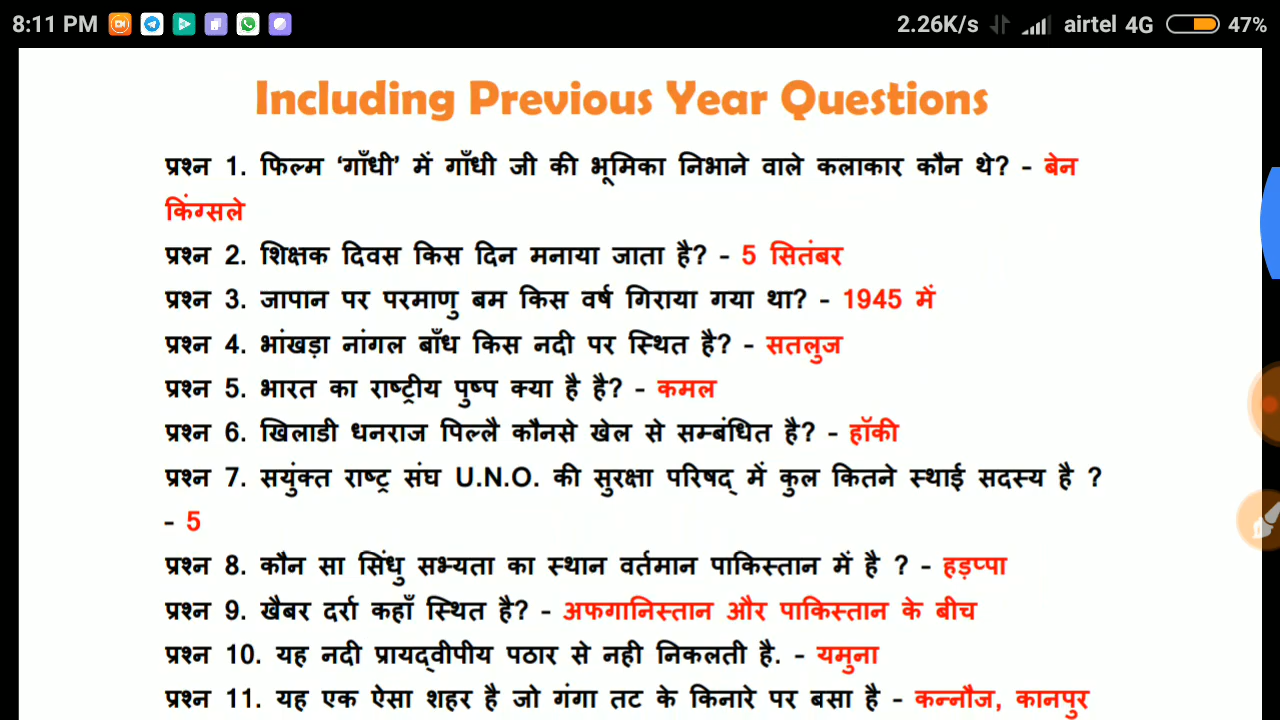 8:11 PM 2.26K/s airtel 4G 47%
Including Previous Year Questions
प्रश्न 1. फिल्म ‘गाँधी’ में गाँधी जी की भूमिका निभाने वाले कलाकार कौन थे? - बेन
किंग्सले
प्रश्न 2. शिक्षक दिवस किस दिन मनाया जाता है? - 5 सितंबर
प्रश्न 3. जापान पर परमाणु बम किस वर्ष गिराया गया था? - 1945 में
प्रश्न 4. भांखड़ा नांगल बाँध किस नदी पर स्थित है? - सतलुज
प्रश्न 5. भारत का राष्ट्रीय पुष्प क्या है है? - कमल
प्रश्न 6. खिलाडी धनराज पिल्लै कौनसे खेल से सम्बंधित है? - हॉकी
प्रश्न 7. सयुंक्त राष्ट्र संघ U.N.O. की सुरक्षा परिषद् में कुल कितने स्थाई सदस्य है ?
- 5
प्रश्न 8. कौन सा सिंधु सभ्यता का स्थान वर्तमान पाकिस्तान में है ? - हड़प्पा
प्रश्न 9. खैबर दर्रा कहाँ स्थित है? - अफगानिस्तान और पाकिस्तान के बीच
प्रश्न 10. यह नदी प्रायद्वीपीय पठार से नही निकलती है. - यमुना
प्रश्न 11. यह एक ऐसा शहर है जो गंगा तट के किनारे पर बसा है - कन्नौज, कानपुर